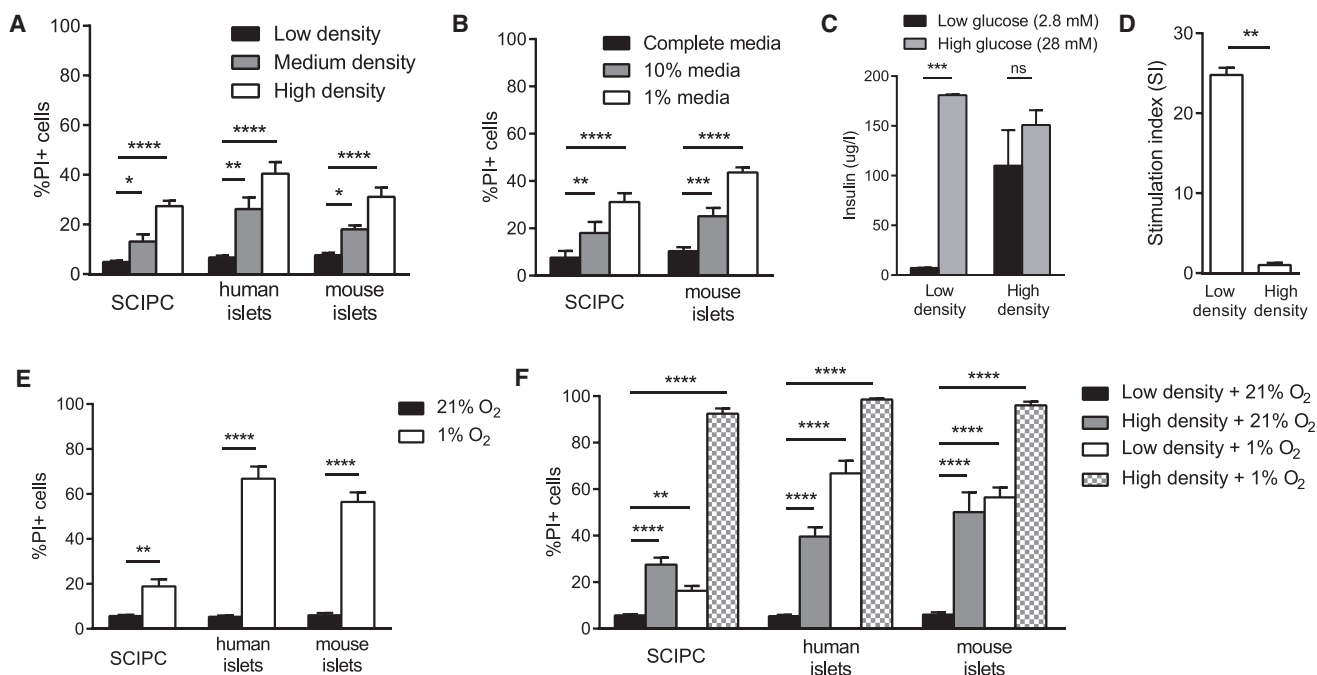 A
100
80
60
40
20
0
%PI+ cells
Low density
Medium density
High density
****
*
****
**
****
*
SCIPC
human
islets
mouse
islets
B
100
80
60
40
20
0
%PI+ cells
Complete media
10% media
1% media
****
**
****
***
SCIPC
mouse
islets
C
Low glucose (2.8 mM)
High glucose (28 mM)
200
150
100
50
0
Insulin (ug/l)
***
ns
Low
density
High
density
D
30
20
10
0
Stimulation index (SI)
**
Low
density
High
density
E
100
80
60
40
20
0
%PI+ cells
21% O₂
1% O₂
**
****
****
SCIPC
human
islets
mouse
islets
F
100
80
60
40
20
0
%PI+ cells
****
**
****
****
****
****
****
****
****
SCIPC
human
islets
mouse
islets
Low density + 21% O₂
High density + 21% O₂
Low density + 1% O₂
High density + 1% O₂